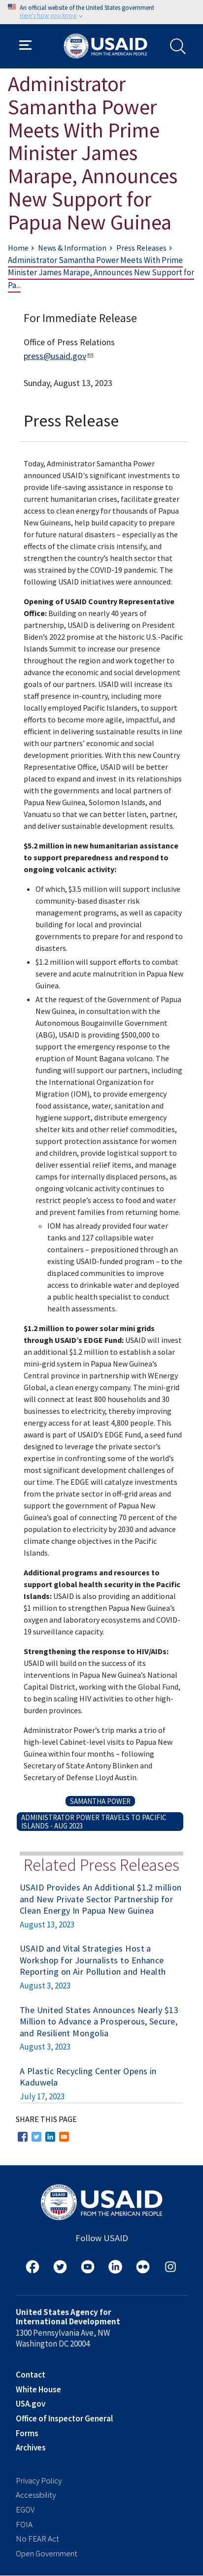 An official website of the United States government
Here's how you know
USAID
FROM THE AMERICAN PEOPLE
Administrator
Samantha Power
Meets With Prime
Minister James
Marape, Announces
New Support for
Papua New Guinea
Home > News & Information > Press Releases >
Administrator Samantha Power Meets With Prime
Minister James Marape, Announces New Support for
Pa...
For Immediate Release
Office of Press Relations
press@usaid.gov
Sunday, August 13, 2023
Press Release
Today, Administrator Samantha Power
announced USAID's significant investments to
provide life-saving assistance in response to
current humanitarian crises, facilitate greater
access to clean energy for thousands of Papua
New Guineans, help build capacity to prepare
for future natural disasters – especially as the
effects of the climate crisis intensify, and
strengthen the country's health sector that
was strained by the COVID-19 pandemic. The
following USAID initiatives were announced:
Opening of USAID Country Representative
Office: Building on nearly 40 years of
partnership, USAID is delivering on President
Biden's 2022 promise at the historic U.S.-Pacific
Islands Summit to increase our presence
throughout the region and work together to
advance the economic and social development
goals of our partners. USAID will increase its
staff presence in-country, including more
locally employed Pacific Islanders, to support
efforts to become more agile, impactful, and
efficient in delivering sustainable results in line
with our partners' economic and social
development priorities. With this new Country
Representative Office, USAID will be better
placed to expand and invest in its relationships
with the governments and local partners of
Papua New Guinea, Solomon Islands, and
Vanuatu so that we can better listen, partner,
and deliver sustainable development results.
$5.2 million in new humanitarian assistance
to support preparedness and respond to
ongoing volcanic activity:
• Of which, $3.5 million will support inclusive
community-based disaster risk
management programs, as well as capacity
building for local and provincial
governments to prepare for and respond to
disasters.
• $1.2 million will support efforts to combat
severe and acute malnutrition in Papua New
Guinea.
• At the request of the Government of Papua
New Guinea, in consultation with the
Autonomous Bougainville Government
(ABG), USAID is providing $500,000 to
support the emergency response to the
eruption of Mount Bagana volcano. The
funding will support two partners, including
the International Organization for
Migration (IOM), to provide emergency
food assistance, water, sanitation and
hygiene support, distribute emergency
shelter kits and other relief commodities,
support protection assistance for women
and children, provide logistical support to
deliver essential relief items, and manage
camps for internally displaced persons, as
ongoing volcanic activity continues to
restrict people's access to food and water
and prevent families from returning home.
◦ IOM has already provided four water
tanks and 127 collapsible water
containers – prepositioned through an
existing USAID-funded program – to the
displaced communities to improve
access to drinkable water and deployed
a public health specialist to conduct
health assessments.
$1.2 million to power solar mini grids
through USAID's EDGE Fund: USAID will invest
an additional $1.2 million to establish a solar
mini-grid system in Papua New Guinea's
Central province in partnership with WEnergy
Global, a clean energy company. The mini-grid
will connect at least 800 households and 30
businesses to electricity, thereby improving
energy access for at least 4,800 people. This
award is part of USAID's EDGE Fund, a seed fund
designed to leverage the private sector's
expertise in confronting some of the world's
most significant development challenges of
our time. The EDGE will catalyze investments
from the private sector in off-grid areas and
support the government of Papua New
Guinea's goal of connecting 70 percent of the
population to electricity by 2030 and advance
climate change objectives in the Pacific
Islands.
Additional programs and resources to
support global health security in the Pacific
Islands: USAID is also providing an additional
$1 million to strengthen Papua New Guinea's
oxygen and laboratory ecosystems and COVID-
19 surveillance capacity.
Strengthening the response to HIV/AIDs:
USAID will build on the success of its
interventions in Papua New Guinea's National
Capital District, working with the Global Fund,
to begin scaling HIV activities to other high-
burden provinces.
Administrator Power's trip marks a trio of
high-level Cabinet-level visits to Papua New
Guinea within four months – following
Secretary of State Antony Blinken and
Secretary of Defense Lloyd Austin.
SAMANTHA POWER
ADMINISTRATOR POWER TRAVELS TO PACIFIC
ISLANDS - AUG 2023
Related Press Releases
USAID Provides An Additional $1.2 million
and New Private Sector Partnership for
Clean Energy In Papua New Guinea
August 13, 2023
USAID and Vital Strategies Host a
Workshop for Journalists to Enhance
Reporting on Air Pollution and Health
August 3, 2023
The United States Announces Nearly $13
Million to Advance a Prosperous, Secure,
and Resilient Mongolia
August 3, 2023
A Plastic Recycling Center Opens in
Kaduwela
July 17, 2023
SHARE THIS PAGE
USAID
FROM THE AMERICAN PEOPLE
Follow USAID
United States Agency for
International Development
1300 Pennsylvania Ave, NW
Washington DC 20004
Contact
White House
USA.gov
Office of Inspector General
Forms
Archives
Privacy Policy
Accessibility
EGOV
FOIA
No FEAR Act
Open Government